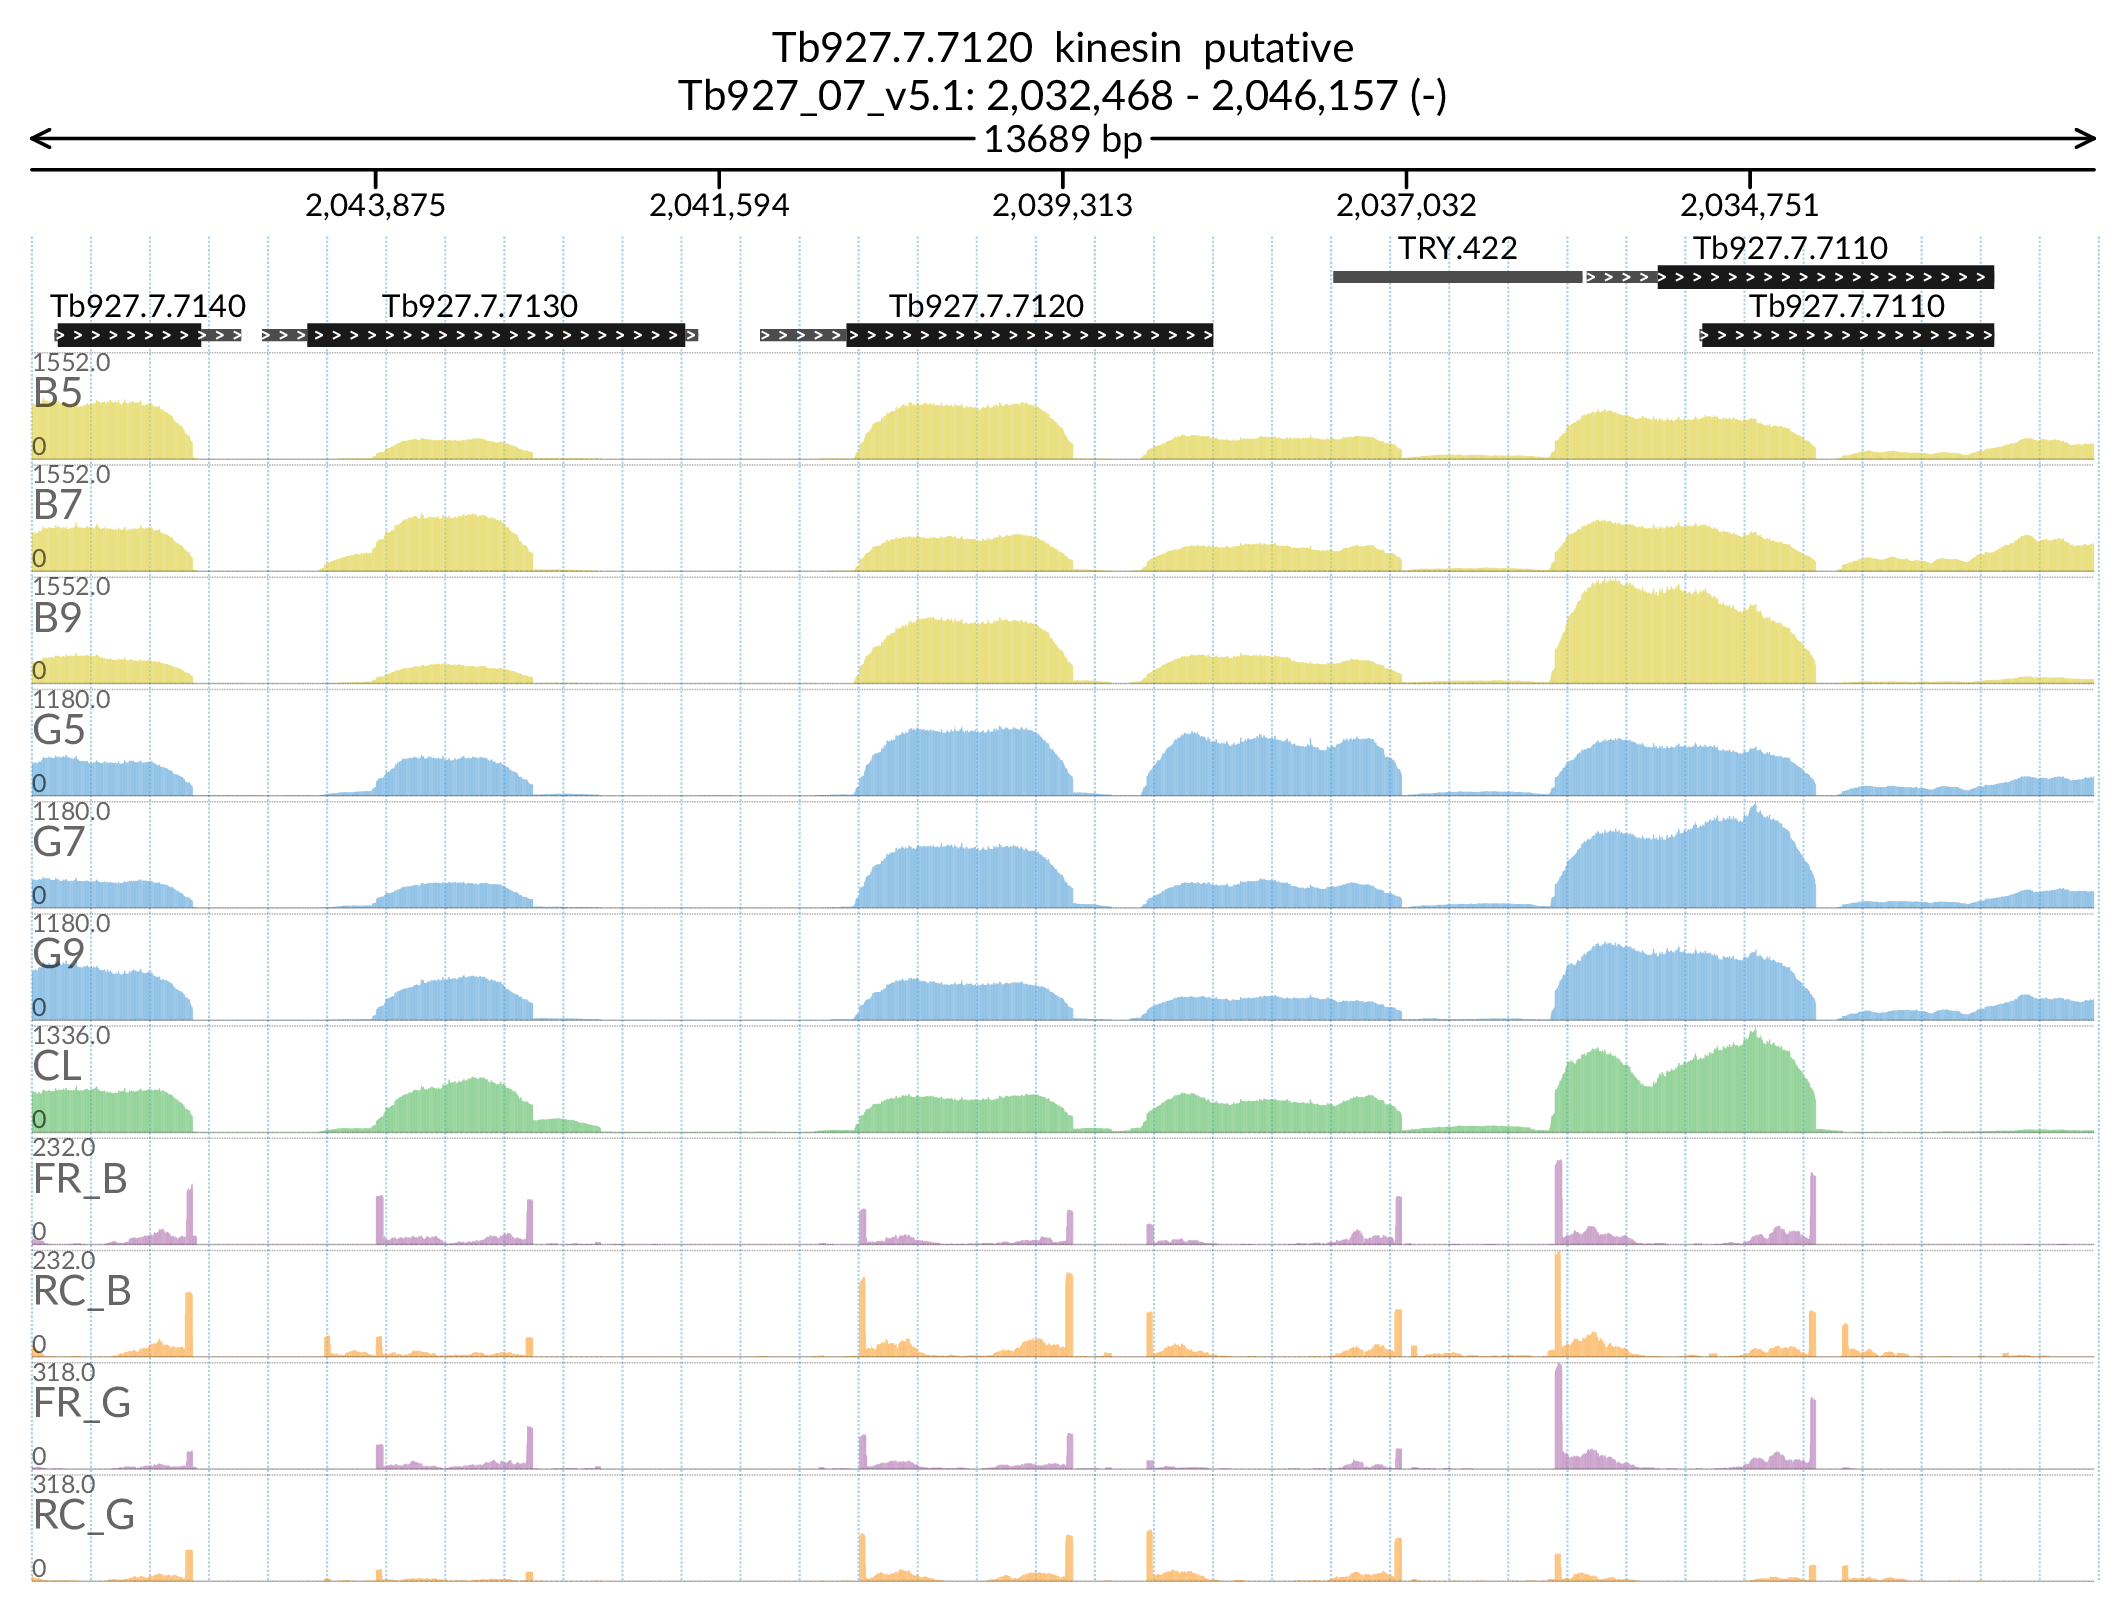 Tb927.7.7120 kinesin putative
Tb927_07_v5.1: 2,032,468 - 2,046,157 (-)
13689 bp
2,043,875 2,041,594 2,039,313 2,037,032 2,034,751
TRY.422 Tb927.7.7110
Tb927.7.7140 Tb927.7.7130 Tb927.7.7120 Tb927.7.7110
1552.0
B5
0
1552.0
B7
0
1552.0
B9
0
1180.0
G5
0
1180.0
G7
0
1180.0
G9
0
1336.0
CL
0
232.0
FR_B
0
232.0
RC_B
0
318.0
FR_G
0
318.0
RC_G
0